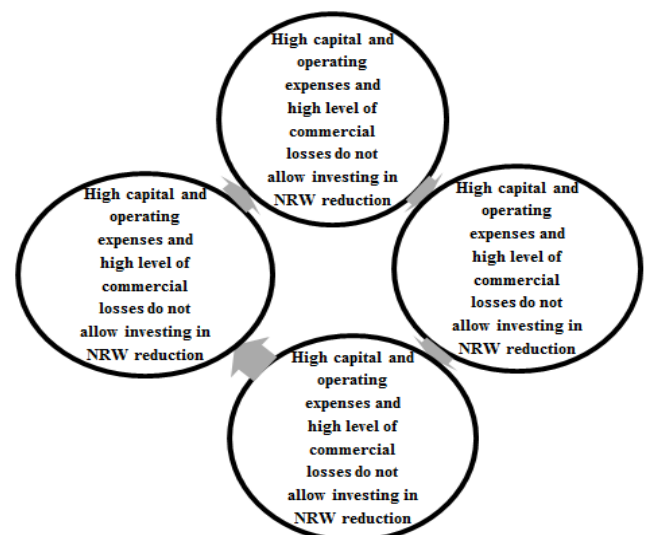 High capital and
operating
expenses and
high level of
commercial
losses do not
allow investing in
NRW reduction
High capital and
operating
expenses and
high level of
commercial
losses do not
allow investing in
NRW reduction
High capital and
operating
expenses and
high level of
commercial
losses do not
allow investing in
NRW reduction
High capital and
operating
expenses and
high level of
commercial
losses do not
allow investing in
NRW reduction